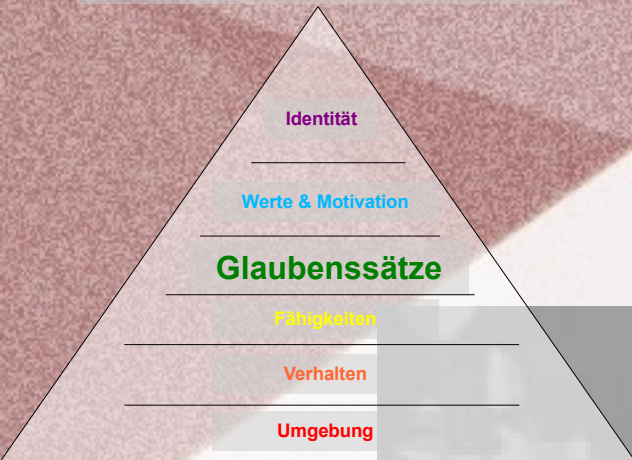 Identität
Werte & Motivation
Glaubenssätze
Fähigkeiten
Verhalten
Umgebung